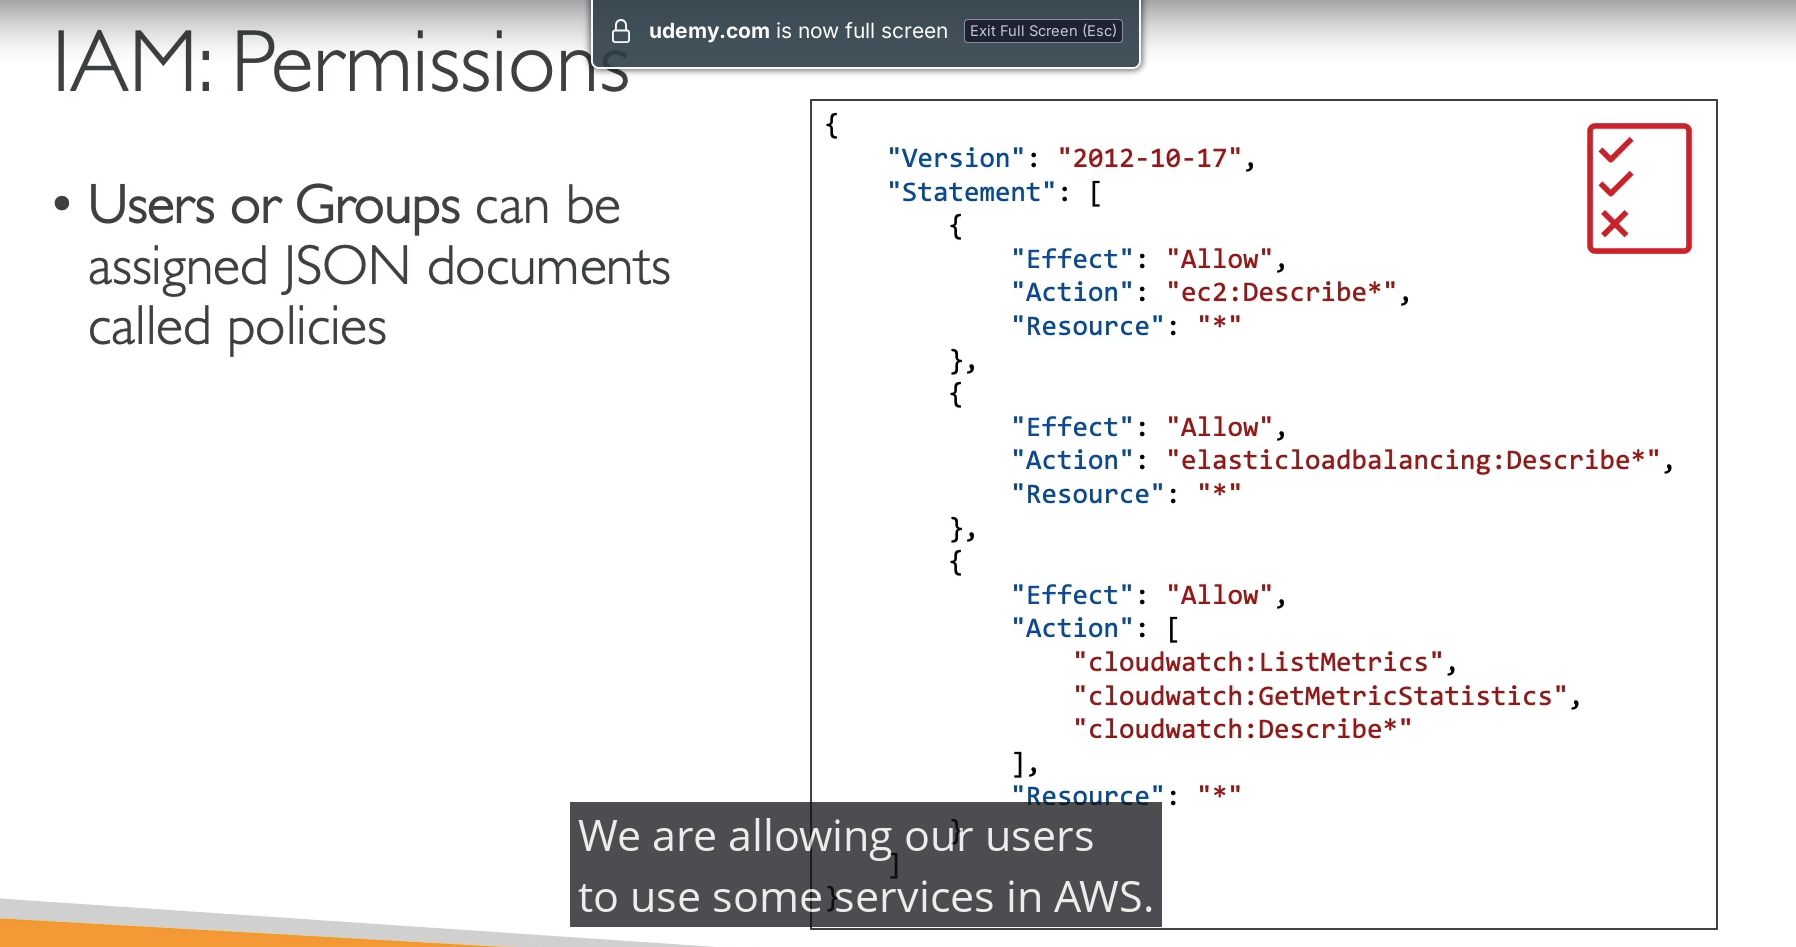 udemy.com is now full screen Exit Full Screen (Esc)
IAM: Permissions
• Users or Groups can be
assigned JSON documents
called policies
{
"Version": "2012-10-17",
"Statement": [
{
"Effect": "Allow",
"Action": "ec2:Describe*",
"Resource": "*"
},
{
"Effect": "Allow",
"Action": "elasticloadbalancing:Describe*",
"Resource": "*"
},
{
"Effect": "Allow",
"Action": [
"cloudwatch:ListMetrics",
"cloudwatch:GetMetricStatistics",
"cloudwatch:Describe*"
],
"Resource": "*"
}
]
}
We are allowing our users
to use some services in AWS.